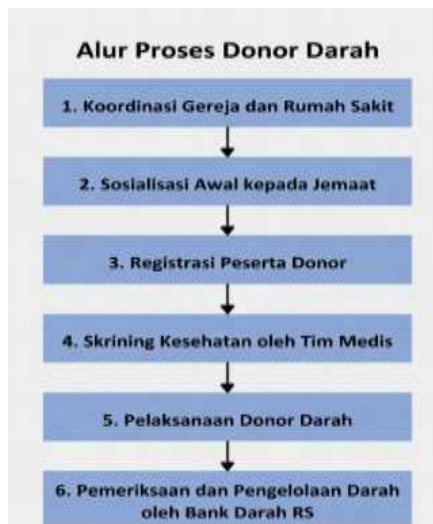 Alur Proses Donor Darah
1. Koordinasi Gereja dan Rumah Sakit
2. Sosialisasi Awal kepada Jemaat
3. Registrasi Peserta Donor
4. Skrining Kesehatan oleh Tim Medis
5. Pelaksanaan Donor Darah
6. Pemeriksaan dan Pengelolaan Darah
oleh Bank Darah RS